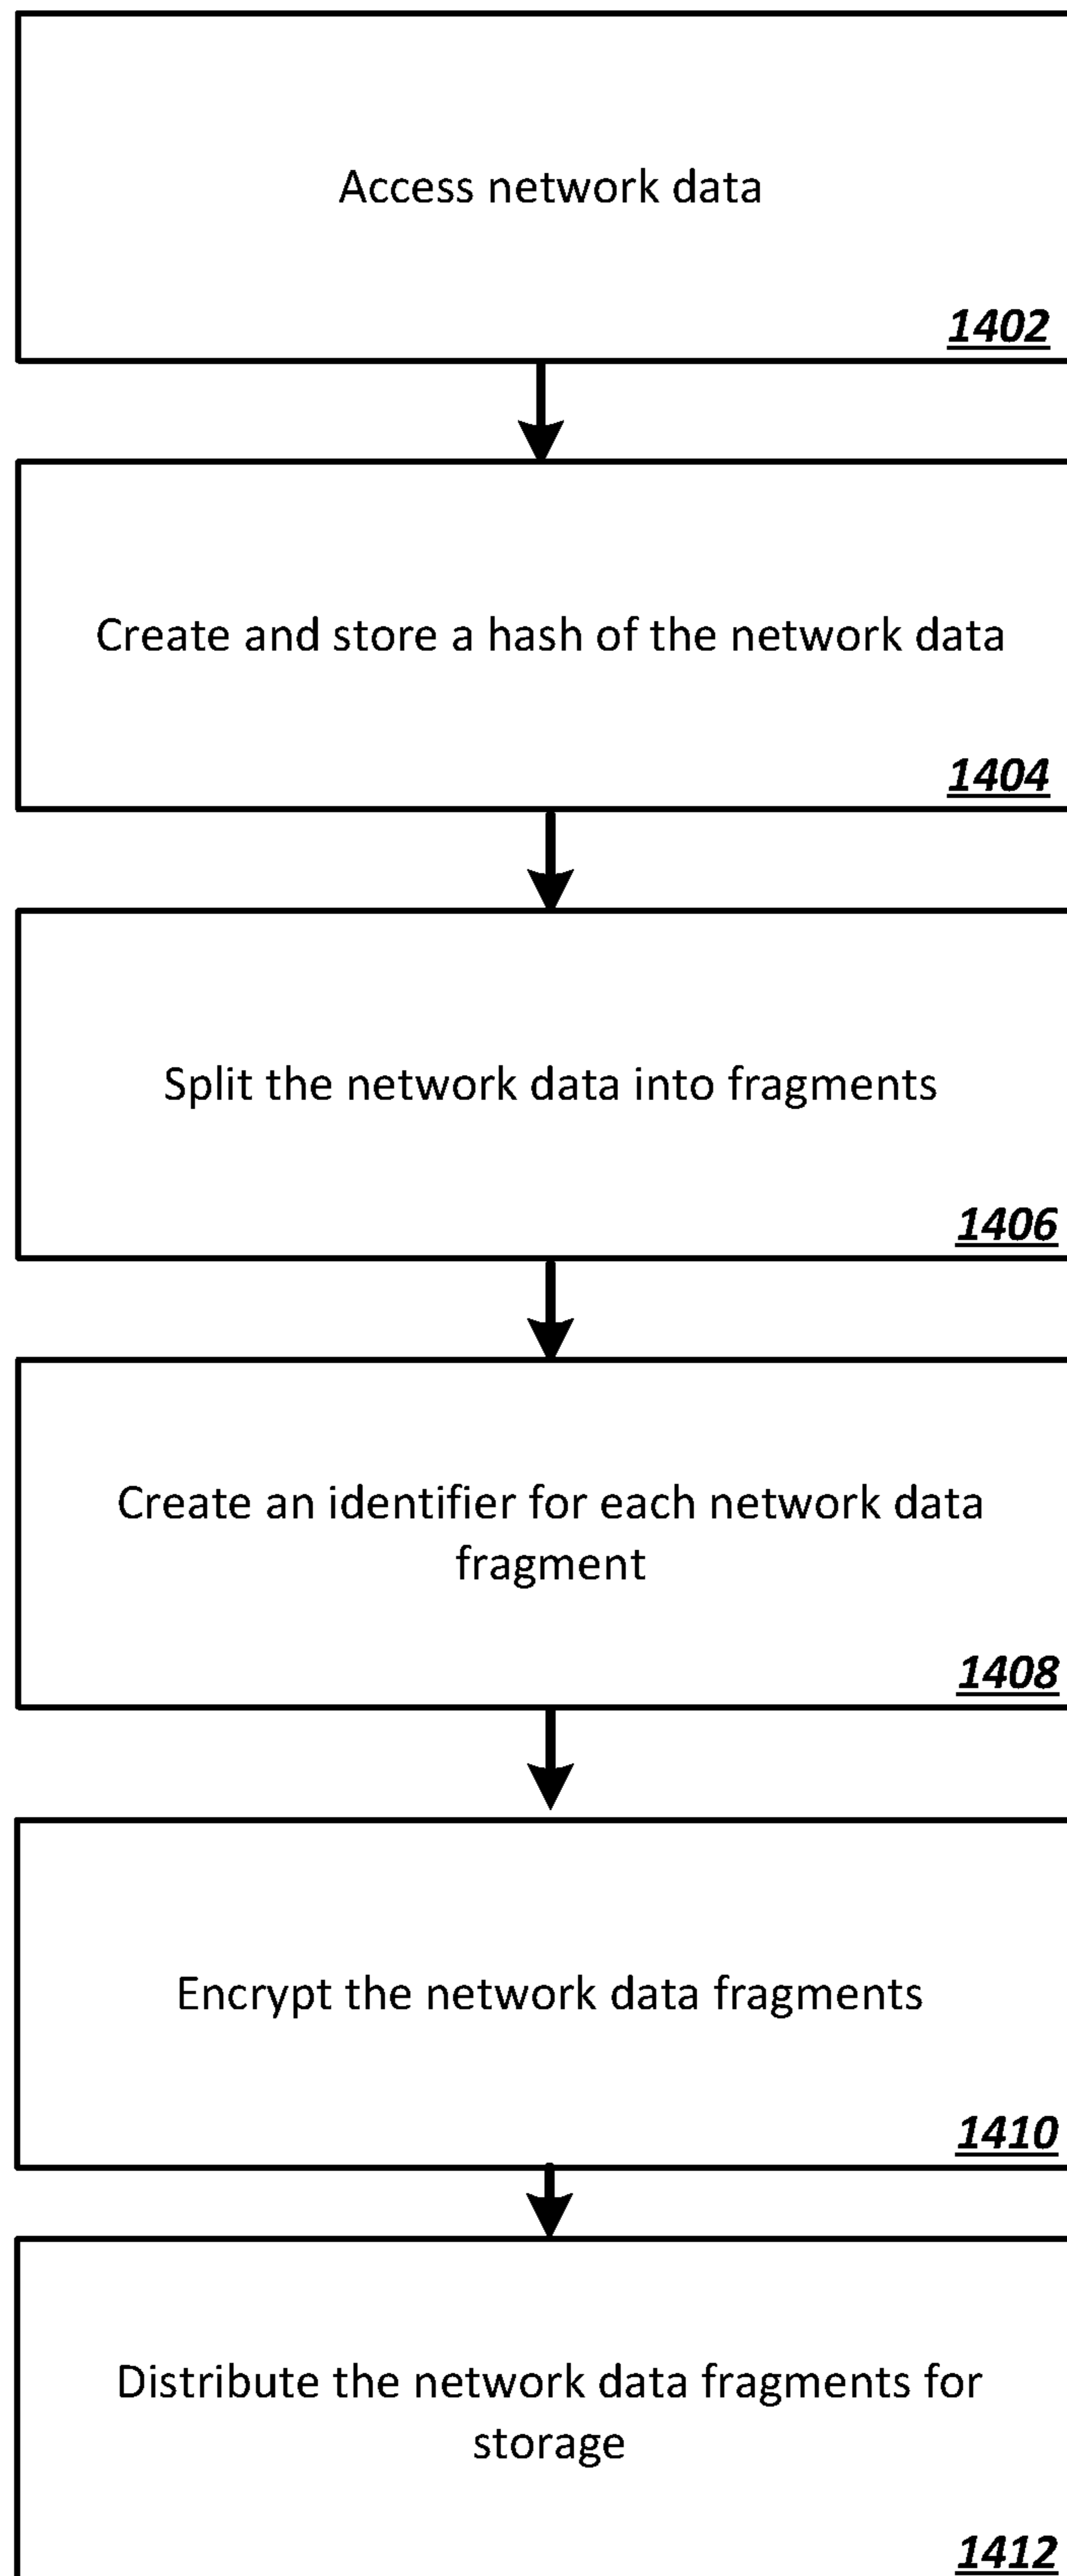 Access network data
1402
Create and store a hash of the network data
1404
Split the network data into fragments
1406
Create an identifier for each network data
fragment
1408
Encrypt the network data fragments
1410
Distribute the network data fragments for
storage
1412